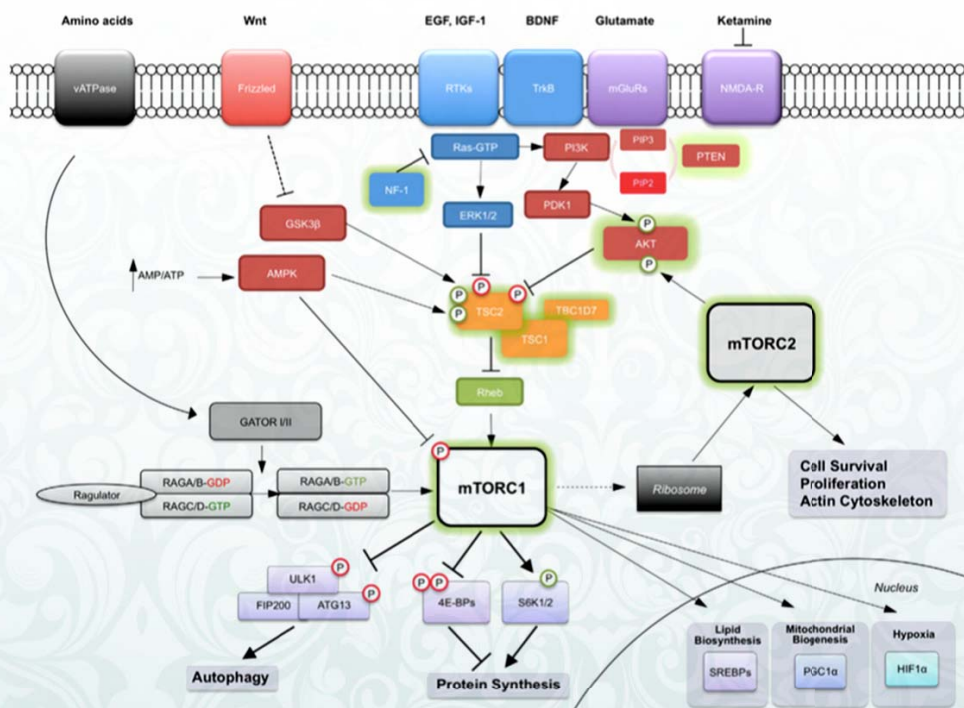 Amino acids
Wnt
EGF, IGF-1
BDNF
Glutamate
Ketamine
vATPase
Frizzled
RTKs
TrkB
mGluRs
NMDA-R
Ras-GTP
PI3K
PIP3
PTEN
NF-1
PIP2
PDK1
GSK3β
ERK1/2
P
AKT
P
AMP/ATP
AMPK
P
P
P
P
TSC2
TBC1D7
TSC1
mTORC2
Rheb
GATOR I/II
P
mTORC1
Ribosome
Cell Survival
Proliferation
Actin Cytoskeleton
RAGA/B-GDP
RAGA/B-GTP
Ragulator
RAGC/D-GTP
RAGC/D-GDP
ULK1
P
FIP200
ATG13
P
P P
4E-BPs
P
S6K1/2
Nucleus
Autophagy
Protein Synthesis
Lipid
Biosynthesis
SREBPs
Mitochondrial
Biogenesis
PGC1α
Hypoxia
HIF1α